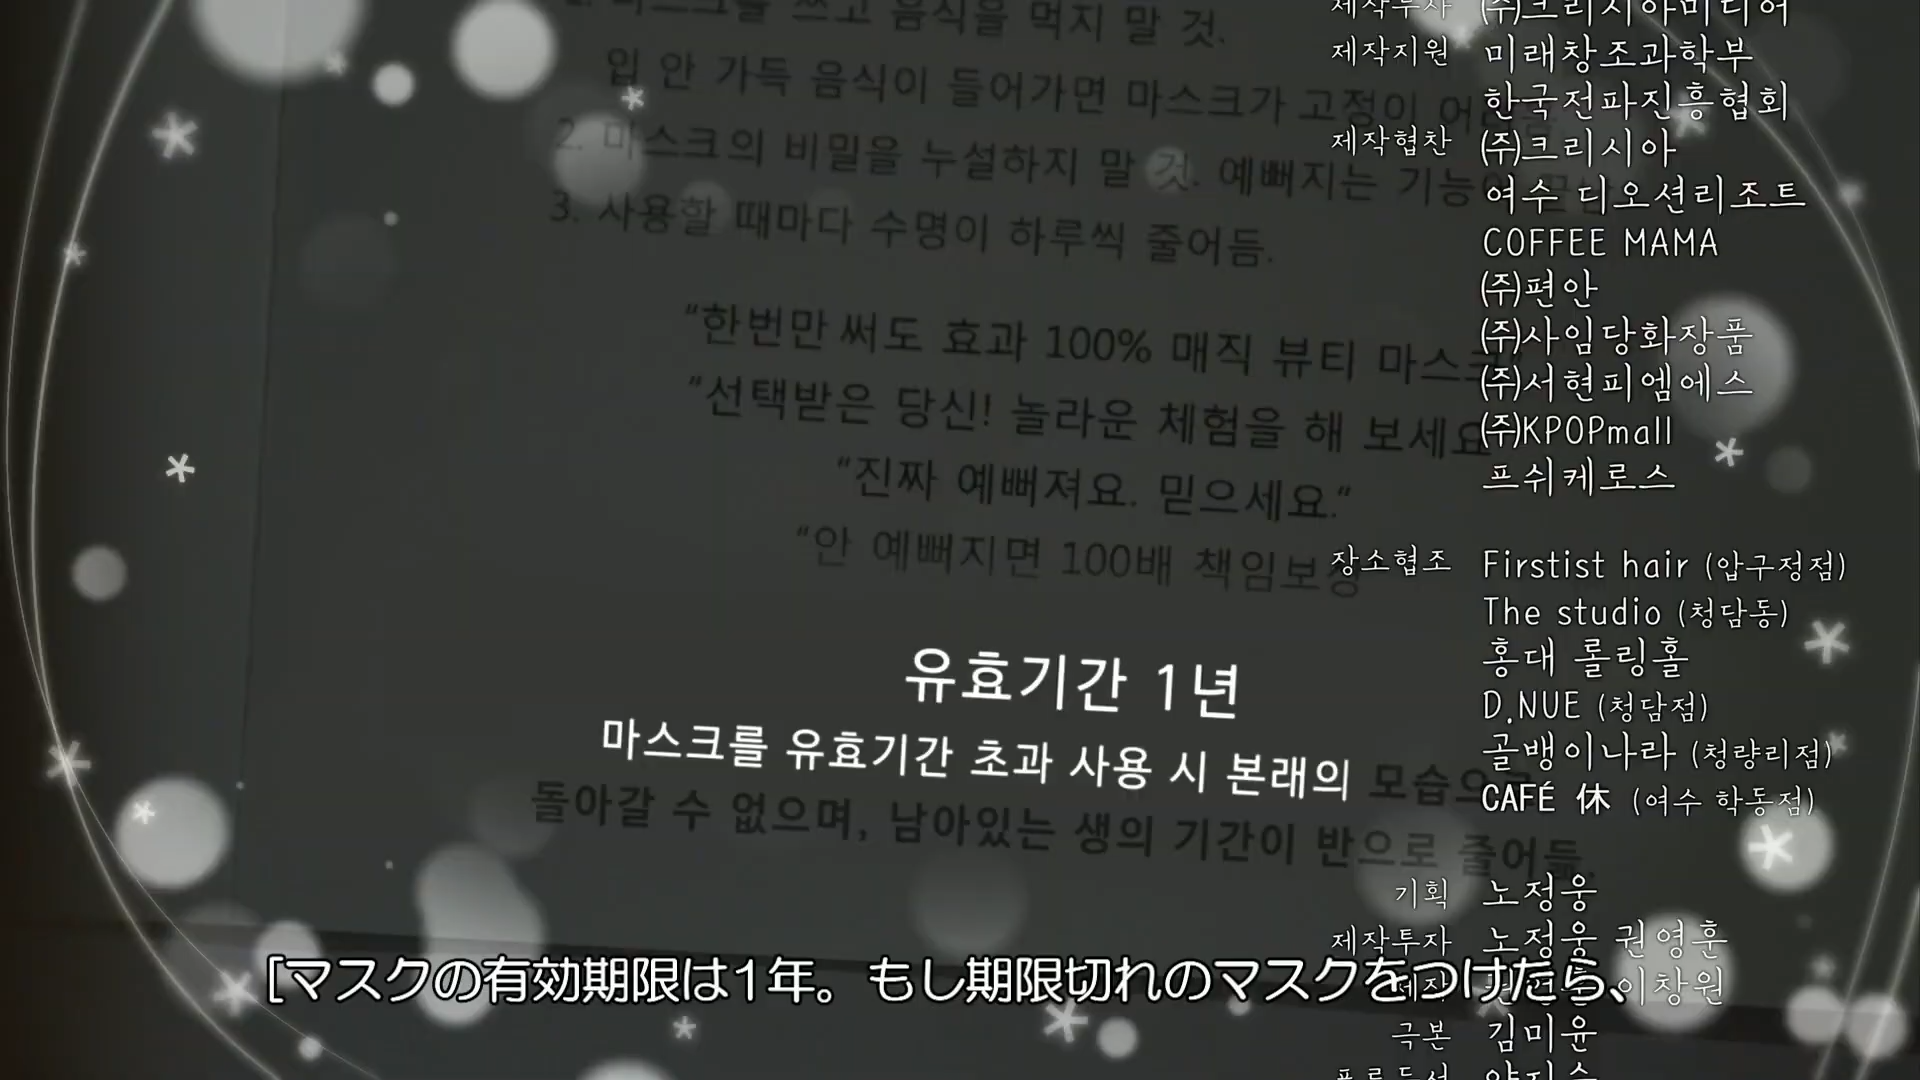 마스크를 쓰고 음식을 먹지 말 것.
입 안 가득 음식이 들어가면 마스크가 고정이
2. 마스크의 비밀을 누설하지 말 것. 예뻐지는
3. 사용할 때마다 수명이 하루씩 줄어듬.
“한번만 써도 효과 100% 매직 뷰티 마스크”
“선택받은 당신! 놀라운 체험을 해 보세요
“진짜 예뻐져요. 믿으세요.”
“안 예뻐지면 100배 책임보장
유효기간 1년
마스크를 유효기간 초과 사용 시 본래의 모습으로
돌아갈 수 없으며, 남아있는 생의 기간이 반으로 줄어듬.
제작투자 ㈜크리시아미디어
제작지원 미래창조과학부
한국전파진흥협회
제작협찬 ㈜크리시아
여수 디오션리조트
COFFEE MAMA
㈜편안
㈜사임당화장품
㈜서현피엠에스
㈜KPOPmall
프쉬케로스
장소협조 Firstist hair (압구정점)
The studio (청담동)
홍대 롤링홀
D.NUE (청담점)
골뱅이나라 (청량리점)
CAFÉ 休 (여수 학동점)
기획 노정웅
제작투자 노정웅 권영훈
이창원
극본 김미윤
[マスクの有効期限は1年。もし期限切れのマスクをつけたら、